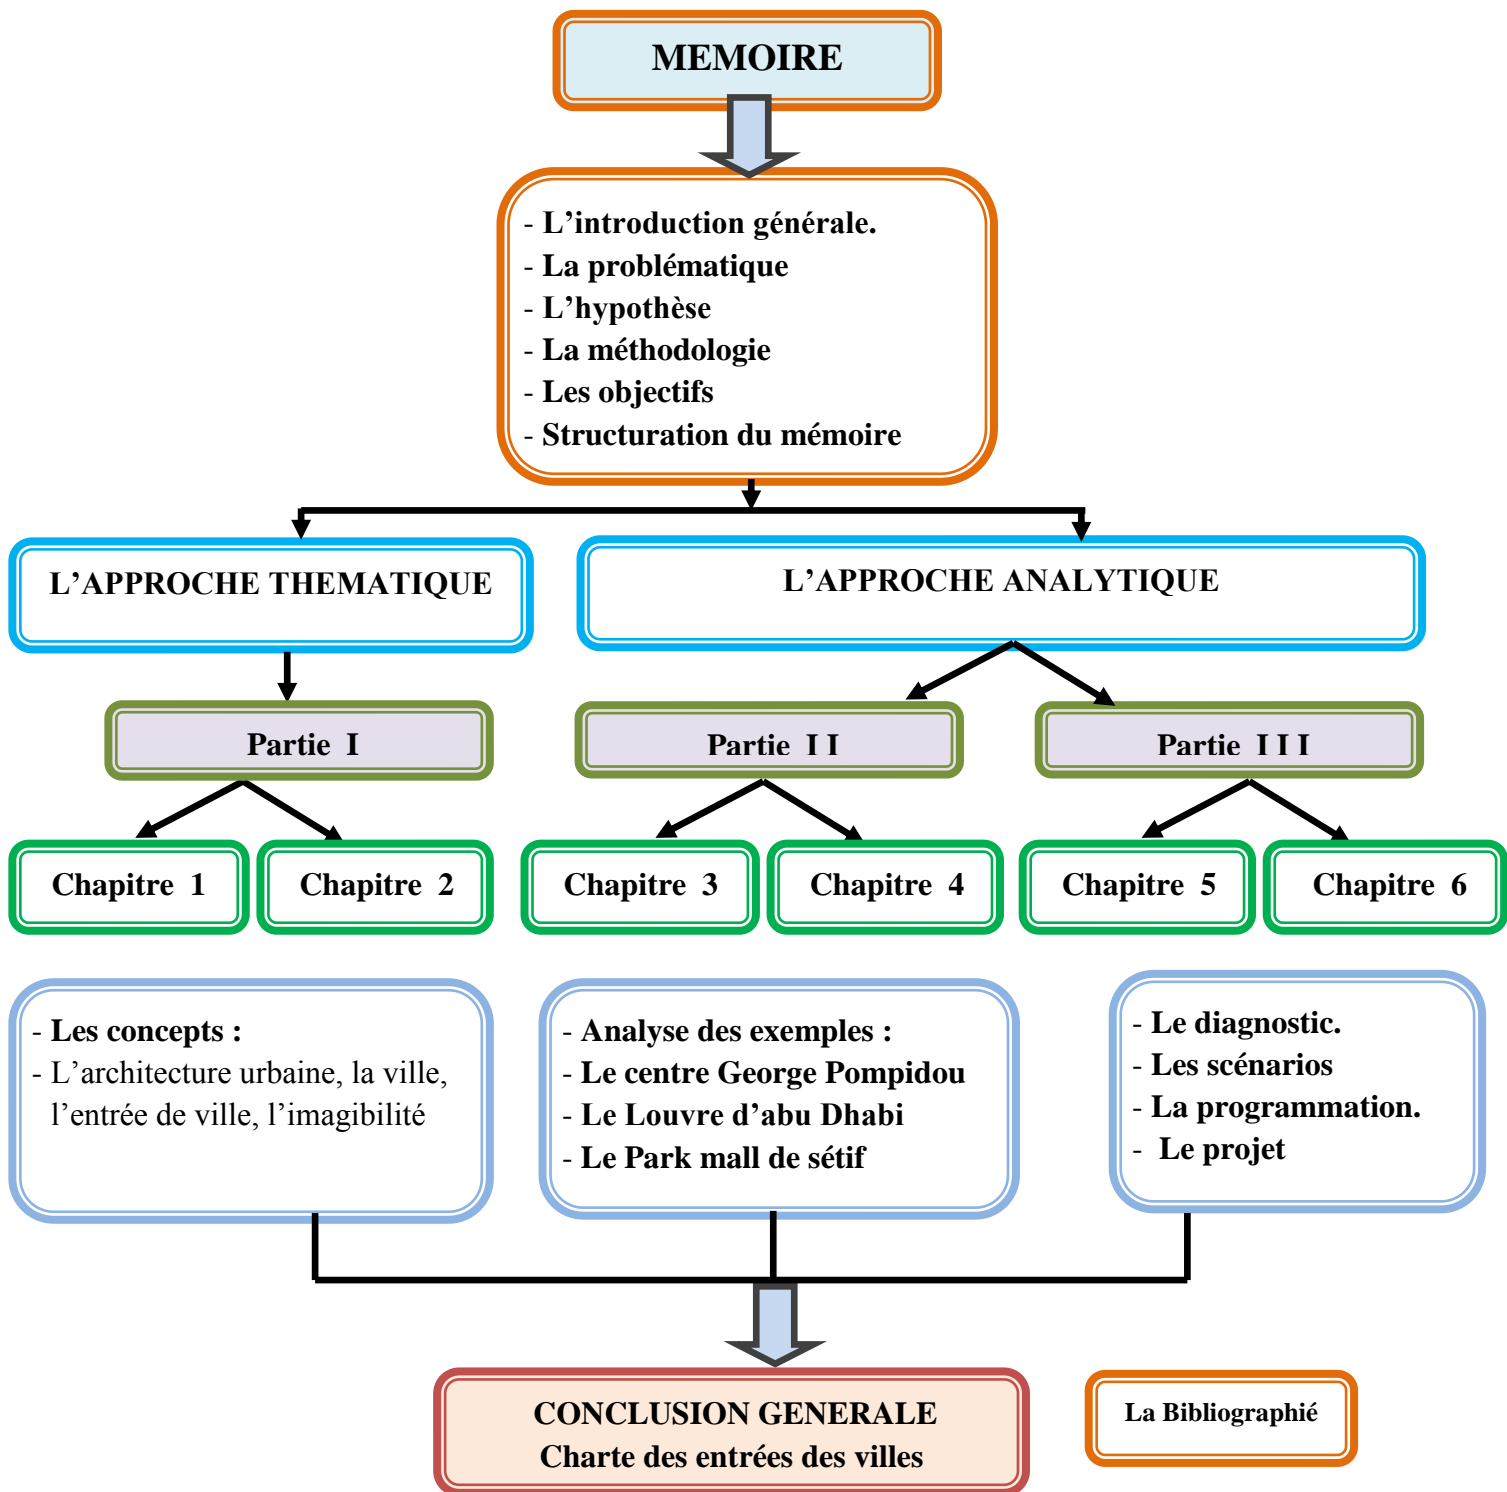 MEMOIRE
- L’introduction générale.
- La problématique
- L’hypothèse
- La méthodologie
- Les objectifs
- Structuration du mémoire
L’APPROCHE THEMATIQUE
L’APPROCHE ANALYTIQUE
Partie I
Partie I I
Partie I I I
Chapitre 1
Chapitre 2
Chapitre 3
Chapitre 4
Chapitre 5
Chapitre 6
- Les concepts :
- L’architecture urbaine, la ville,
l’entrée de ville, l’imagibilité
- Analyse des exemples :
- Le centre George Pompidou
- Le Louvre d’abu Dhabi
- Le Park mall de sétif
- Le diagnostic.
- Les scénarios
- La programmation.
- Le projet
CONCLUSION GENERALE
Charte des entrées des villes
La Bibliographié